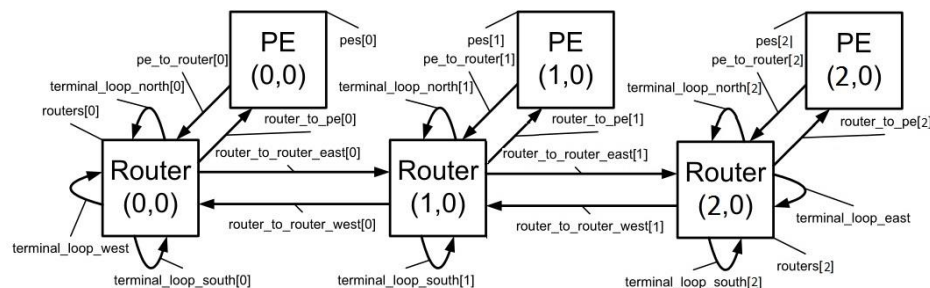 pes[0]
PE
(0,0)
pe_to_router[0]
terminal_loop_north[0]
routers[0]
router_to_pe[0]
Router
(0,0)
router_to_router_east[0]
router_to_router_west[0]
terminal_loop_west
terminal_loop_south[0]
pes[1]
PE
(1,0)
pe_to_router[1]
terminal_loop_north[1]
router_to_pe[1]
Router
(1,0)
router_to_router_east[1]
router_to_router_west[1]
terminal_loop_south[1]
pes[2]
PE
(2,0)
pe_to_router[2]
terminal_loop_north[2]
router_to_pe[2]
Router
(2,0)
terminal_loop_east
routers[2]
terminal_loop_south[2]